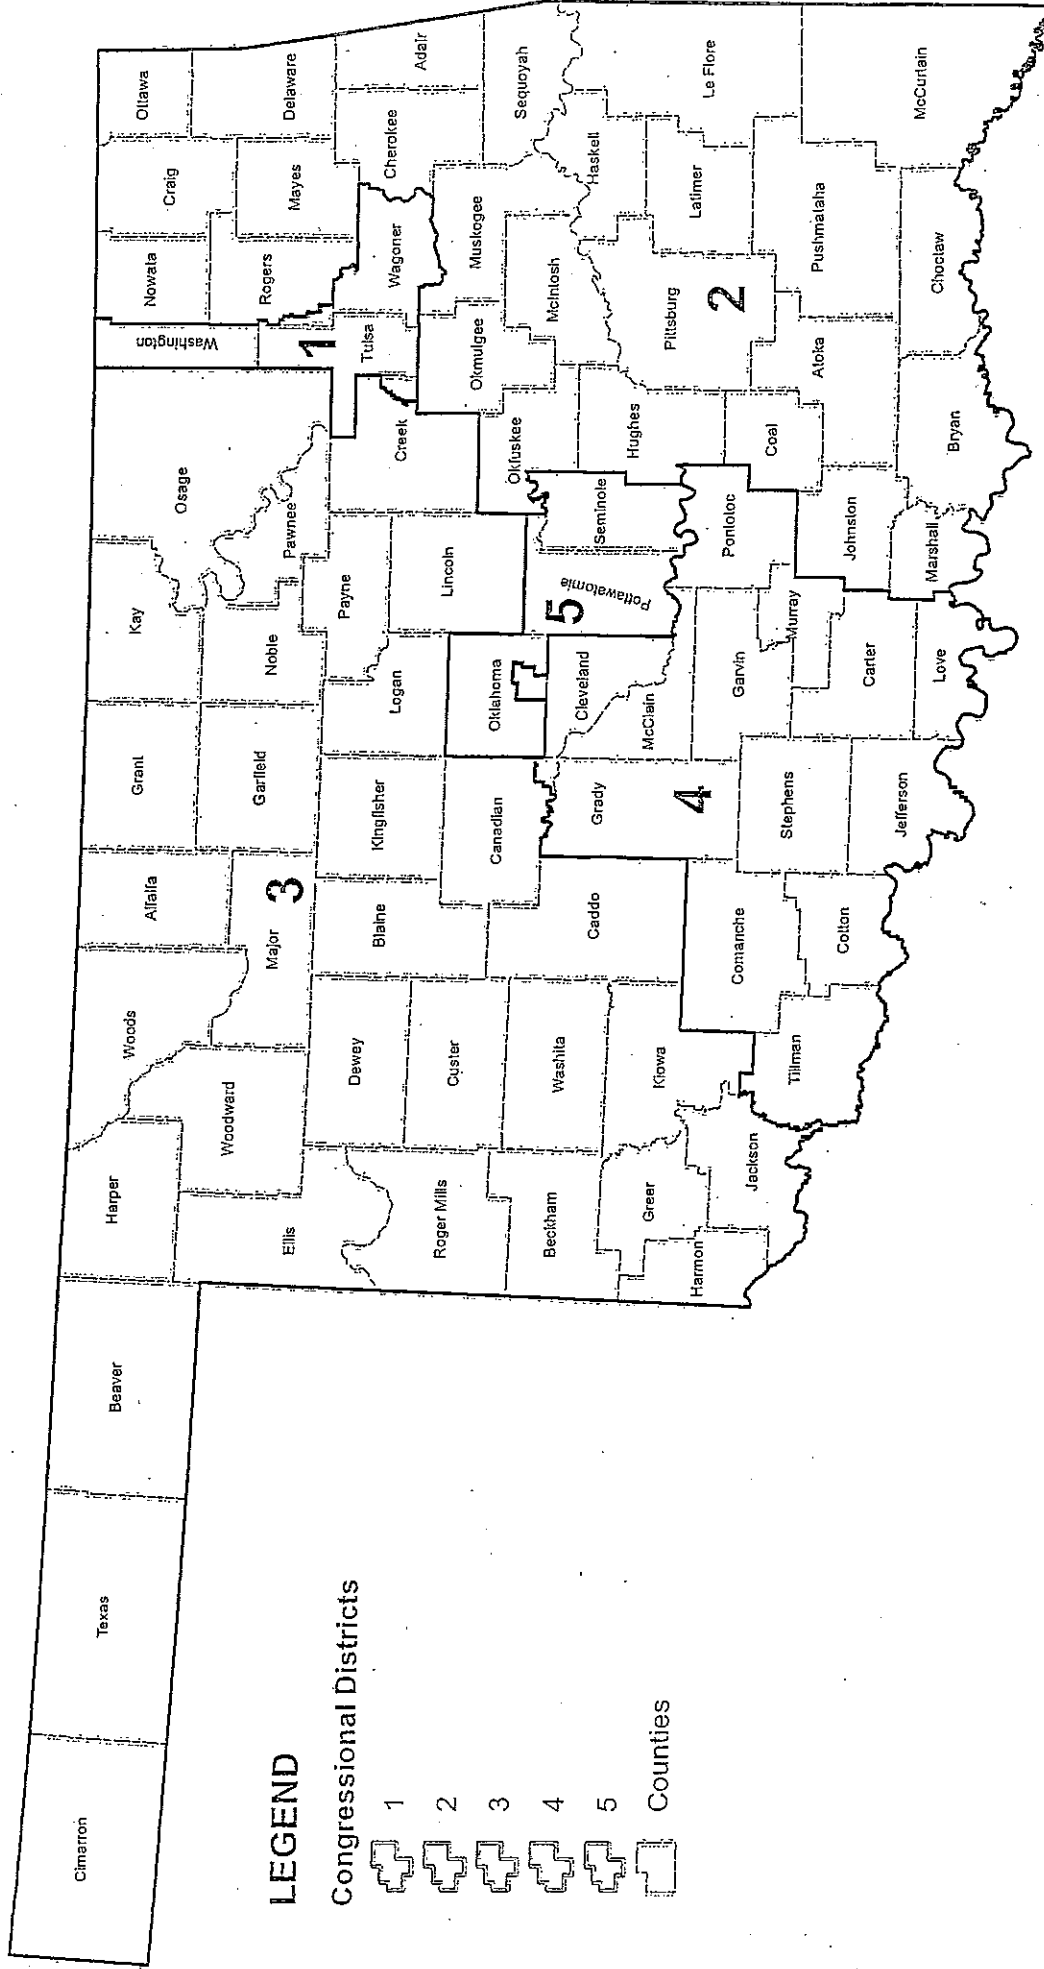 Cimarron
Texas
Beaver
Harper
Woods
Alfalfa
Grant
Kay
Osage
Washington
Nowata
Craig
Ottawa
Ellis
Woodward
Major
3
Garfield
Noble
Pawnee
Rogers
Mayes
Delaware
1
Tulsa
Wagoner
Cherokee
Adair
Roger Mills
Dewey
Blaine
Kingfisher
Logan
Payne
Creek
Custer
Canadian
Oklahoma
Lincoln
Okmulgee
Muskogee
Sequoyah
Beckham
Washita
Caddo
Grady
Cleveland
McClain
5
Pottawatomie
Seminole
Okfuskee
Hughes
McIntosh
Haskell
Greer
Kiowa
Comanche
4
Garvin
Pontotoc
Pittsburg
2
Latimer
Le Flore
Harmon
Jackson
Tillman
Cotton
Stephens
Murray
Carter
Johnston
Coal
Atoka
Pushmataha
McCurtain
Jefferson
Love
Marshall
Bryan
Choctaw
LEGEND
Congressional Districts
1
2
3
4
5
Counties